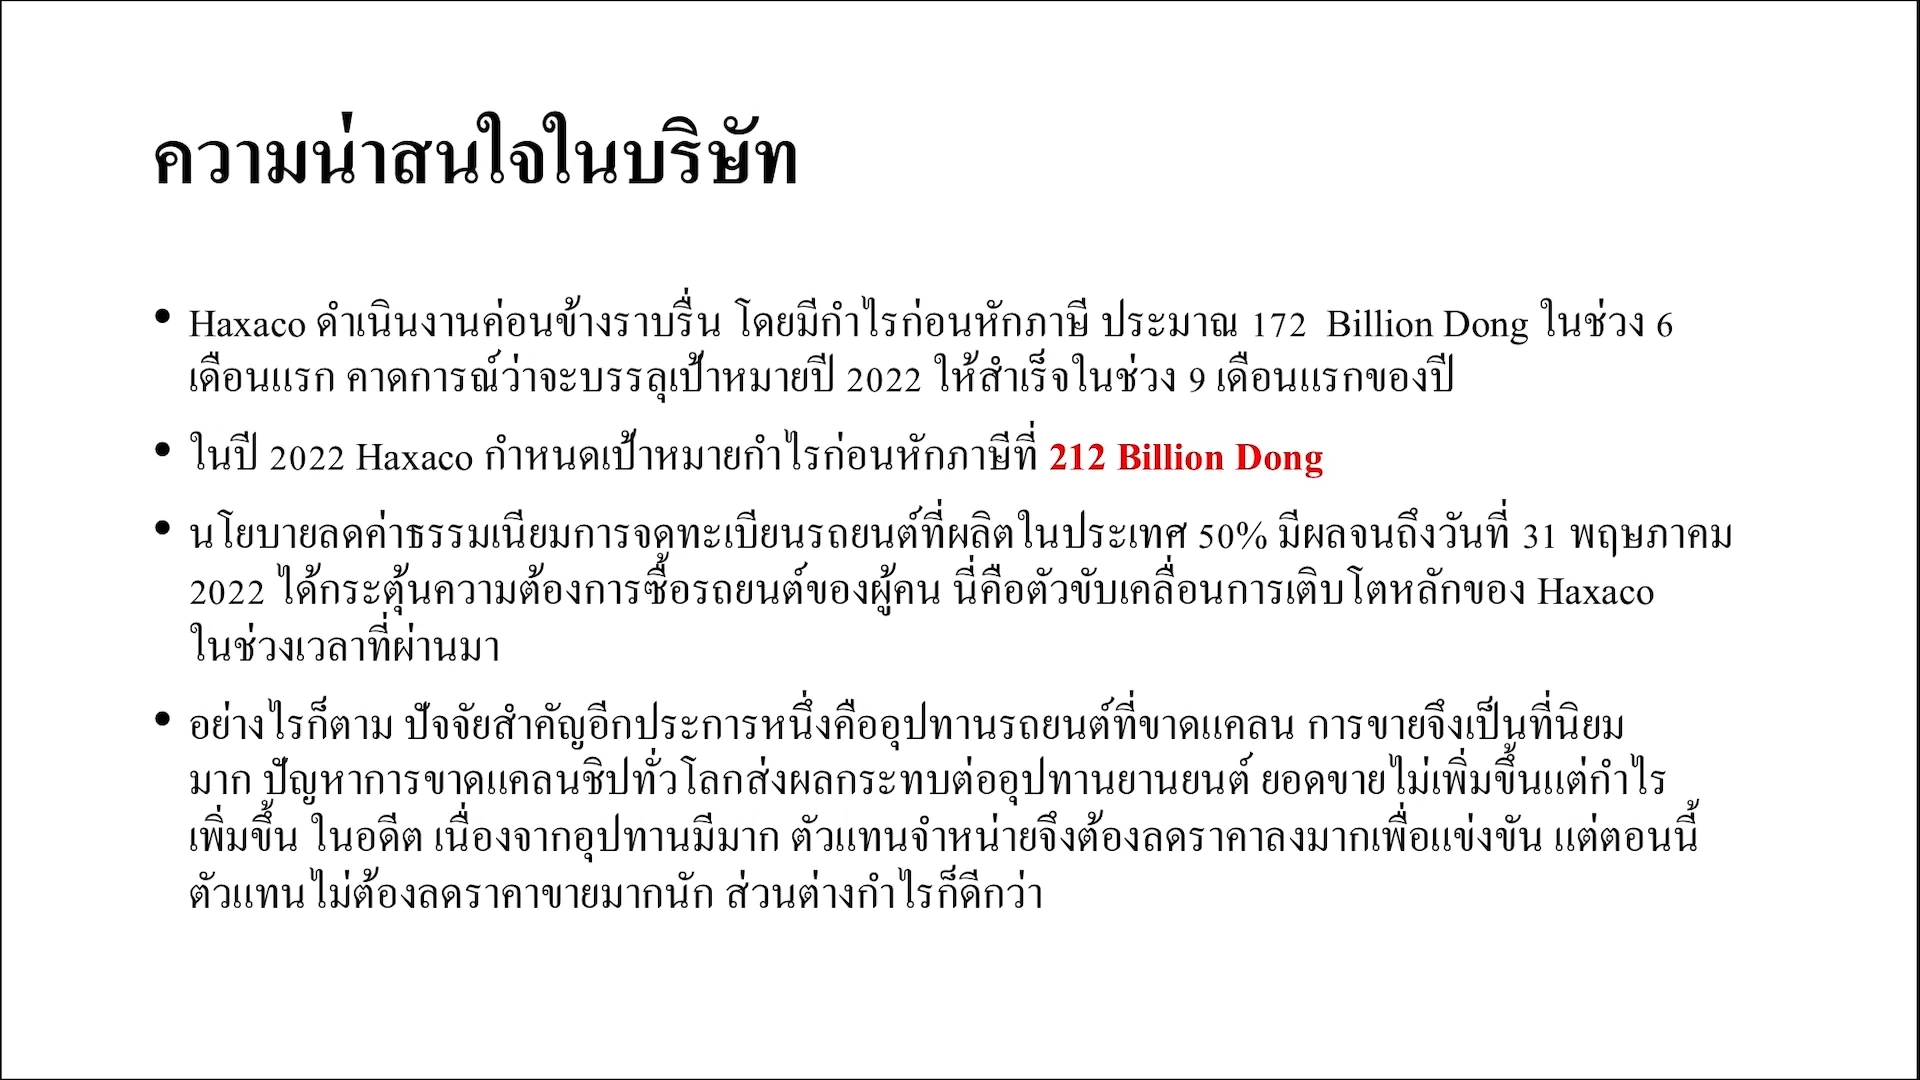 ความน่าสนใจในบริษัท
• Haxaco ดำเนินงานค่อนข้างราบรื่น โดยมีกำไรก่อนหักภาษี ประมาณ 172 Billion Dong ในช่วง 6
เดือนแรก คาดการณ์ว่าจะบรรลุเป้าหมายปี 2022 ให้สำเร็จในช่วง 9 เดือนแรกของปี
• ในปี 2022 Haxaco กำหนดเป้าหมายกำไรก่อนหักภาษีที่ 212 Billion Dong
• นโยบายลดค่าธรรมเนียมการจดทะเบียนรถยนต์ที่ผลิตในประเทศ 50% มีผลจนถึงวันที่ 31 พฤษภาคม
2022 ได้กระตุ้นความต้องการซื้อรถยนต์ของผู้คน นี่คือตัวขับเคลื่อนการเติบโตหลักของ Haxaco
ในช่วงเวลาที่ผ่านมา
• อย่างไรก็ตาม ปัจจัยสำคัญอีกประการหนึ่งคืออุปทานรถยนต์ที่ขาดแคลน การขายจึงเป็นที่นิยม
มาก ปัญหาการขาดแคลนชิปทั่วโลกส่งผลกระทบต่ออุปทานยานยนต์ ยอดขายไม่เพิ่มขึ้นแต่กำไร
เพิ่มขึ้น ในอดีต เนื่องจากอุปทานมีมาก ตัวแทนจำหน่ายจึงต้องลดราคาลงมากเพื่อแข่งขัน แต่ตอนนี้
ตัวแทนไม่ต้องลดราคาขายมากนัก ส่วนต่างกำไรก็ดีกว่า